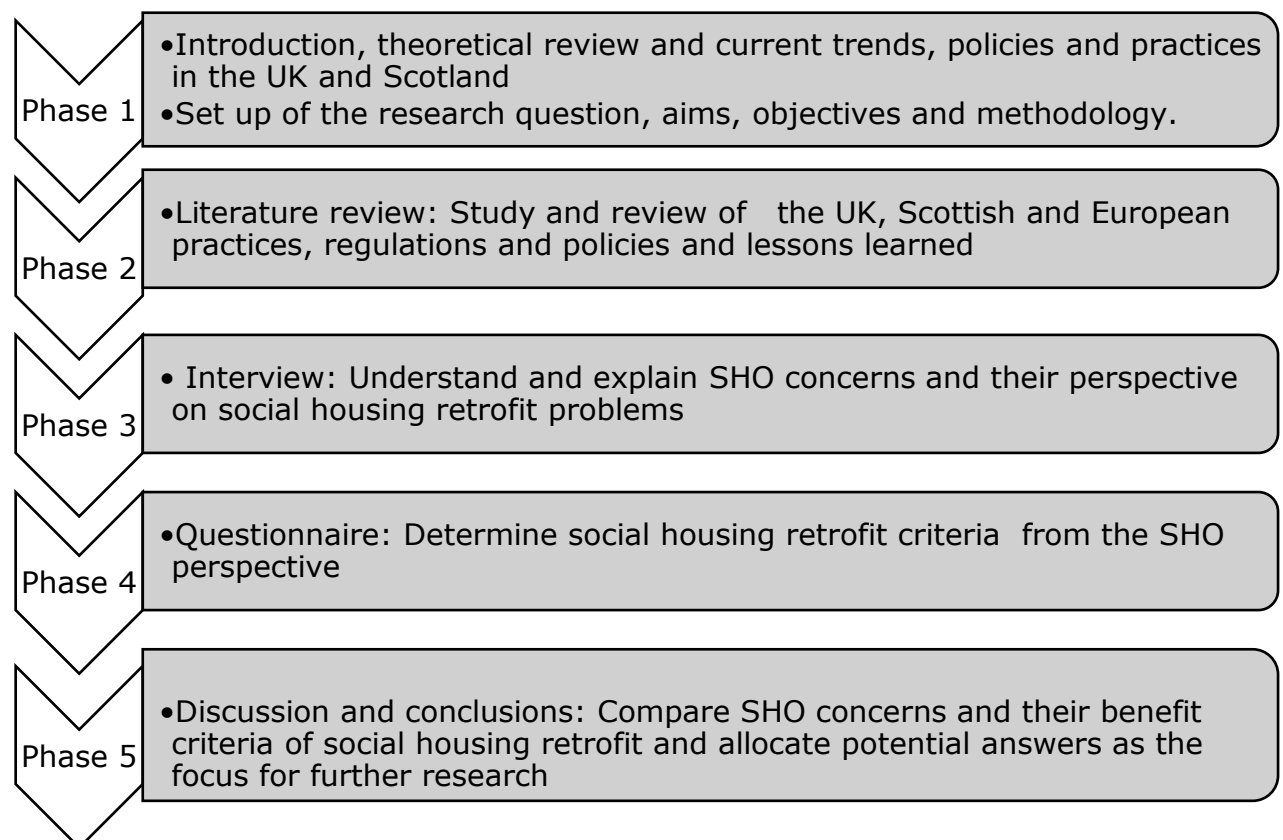 Phase 1
•Introduction, theoretical review and current trends, policies and practices
in the UK and Scotland
•Set up of the research question, aims, objectives and methodology.
Phase 2
•Literature review: Study and review of the UK, Scottish and European
practices, regulations and policies and lessons learned
Phase 3
• Interview: Understand and explain SHO concerns and their perspective
on social housing retrofit problems
Phase 4
•Questionnaire: Determine social housing retrofit criteria from the SHO
perspective
Phase 5
•Discussion and conclusions: Compare SHO concerns and their benefit
criteria of social housing retrofit and allocate potential answers as the
focus for further research